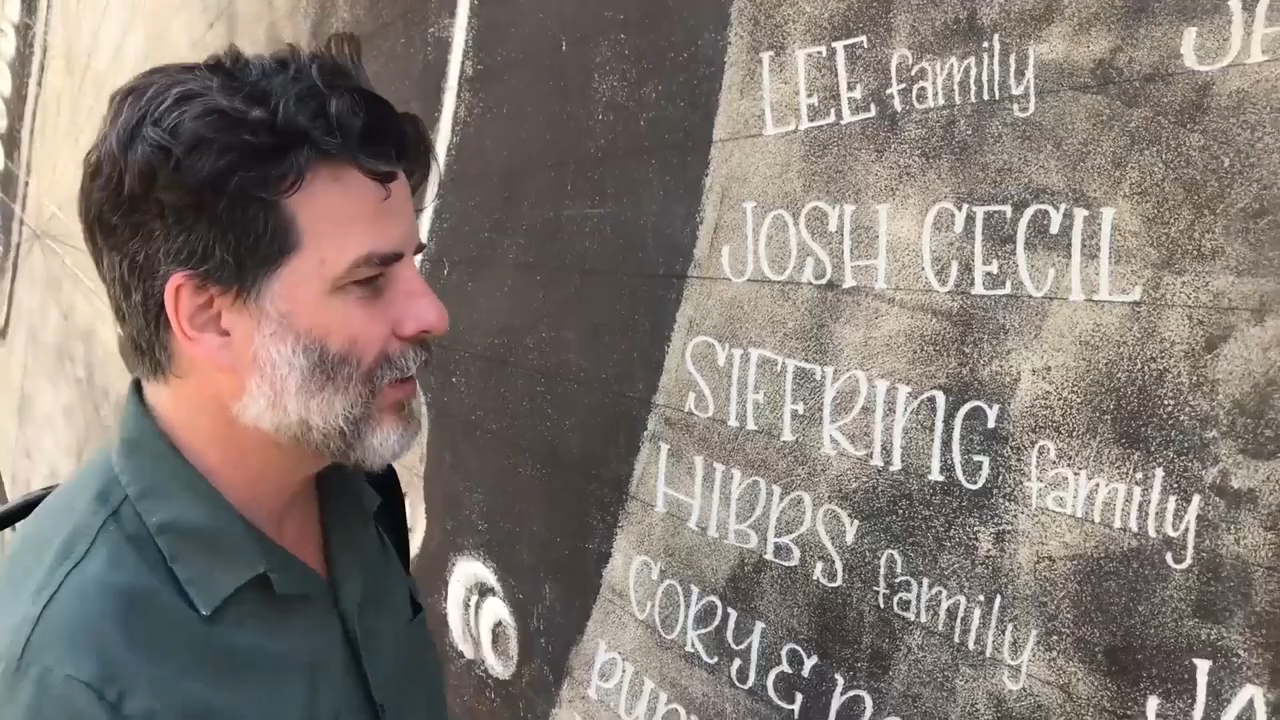 LEE family
JOSH CECIL
SIFFRING family
HIBBS family
CORY &